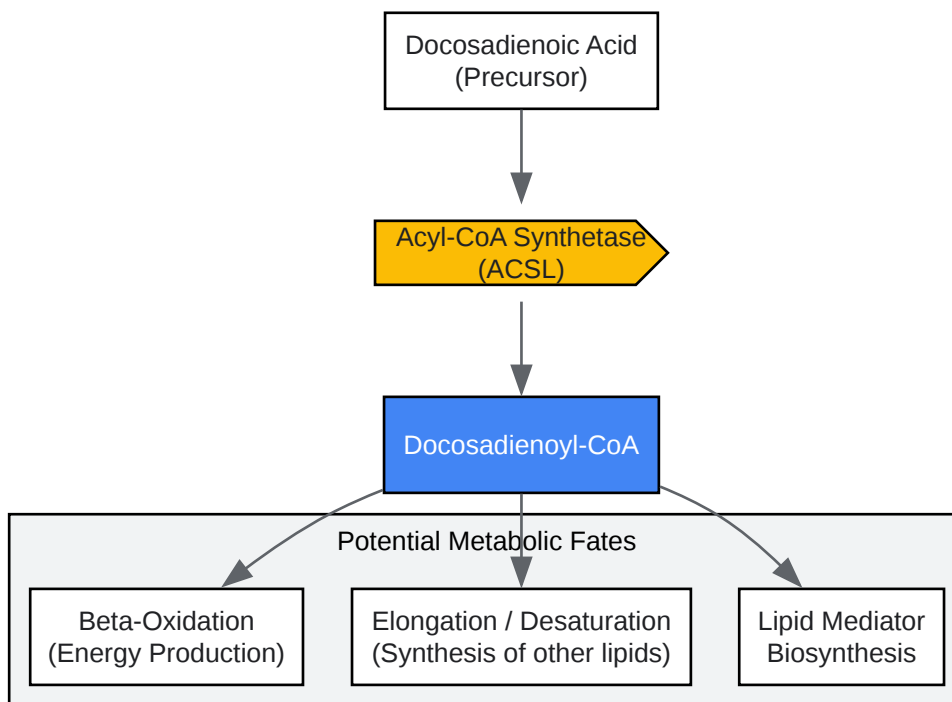 Docosadienoic Acid
(Precursor)
Acyl-CoA Synthetase
(ACSL)
Docosadienoyl-CoA
Potential Metabolic Fates
Beta-Oxidation
(Energy Production)
Elongation / Desaturation
(Synthesis of other lipids)
Lipid Mediator
Biosynthesis